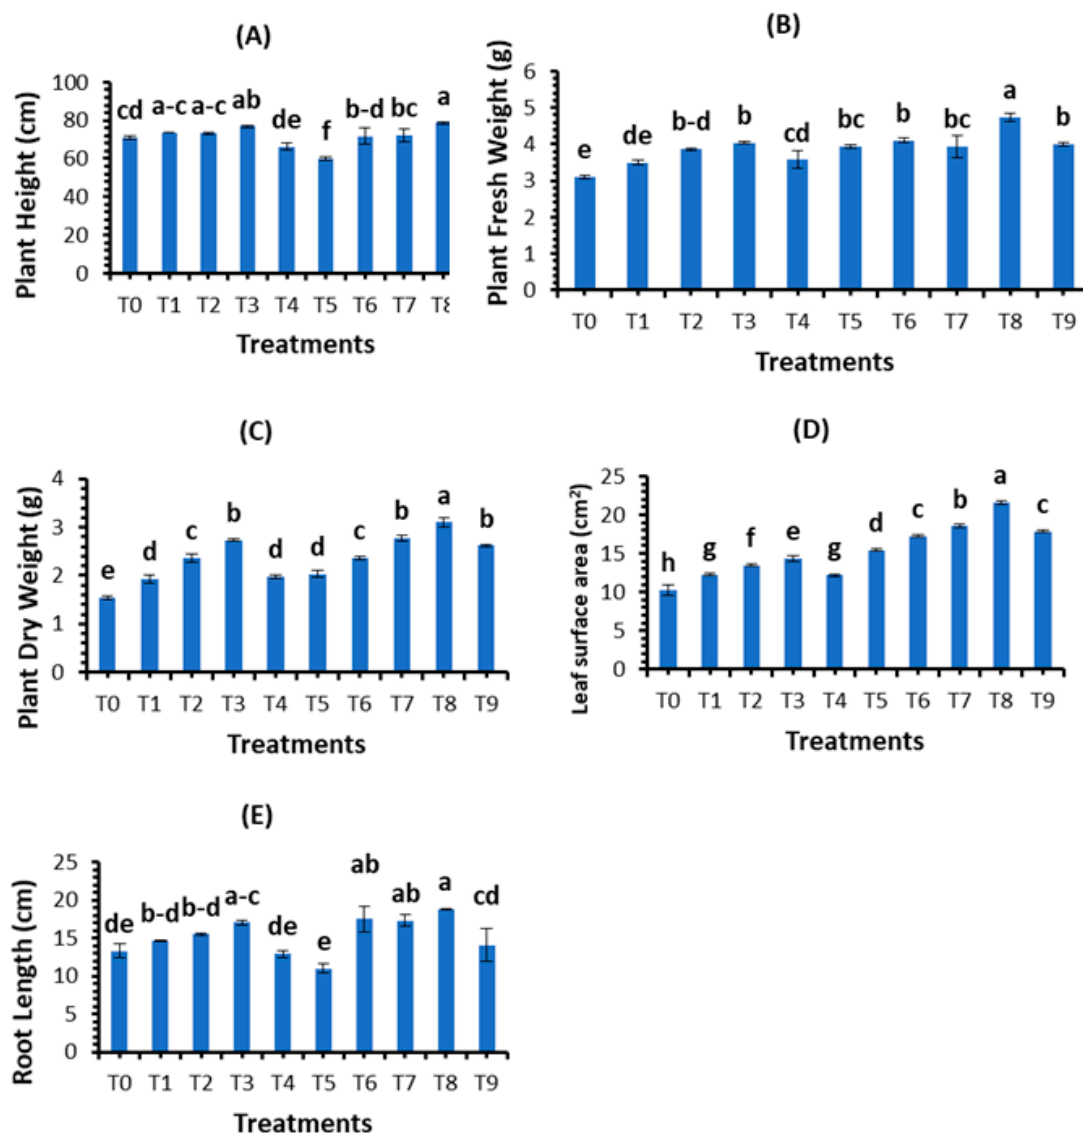 (A)
Plant Height (cm)
100
80
60
40
20
0
cd a-c a-c ab de f b-d bc a
T0 T1 T2 T3 T4 T5 T6 T7 T8
Treatments
(B)
Plant Fresh Weight (g)
6
5
4
3
2
1
0
e de b-d b cd bc b bc a b
T0 T1 T2 T3 T4 T5 T6 T7 T8 T9
Treatments
(C)
Plant Dry Weight (g)
4
3
2
1
0
e d c b d d c b a b
T0 T1 T2 T3 T4 T5 T6 T7 T8 T9
Treatments
(D)
Leaf surface area (cm²)
25
20
15
10
5
0
h g f e g d c b a c
T0 T1 T2 T3 T4 T5 T6 T7 T8 T9
Treatments
(E)
Root Length (cm)
25
20
15
10
5
0
de b-d b-d a-c de e ab ab a cd
T0 T1 T2 T3 T4 T5 T6 T7 T8 T9
Treatments